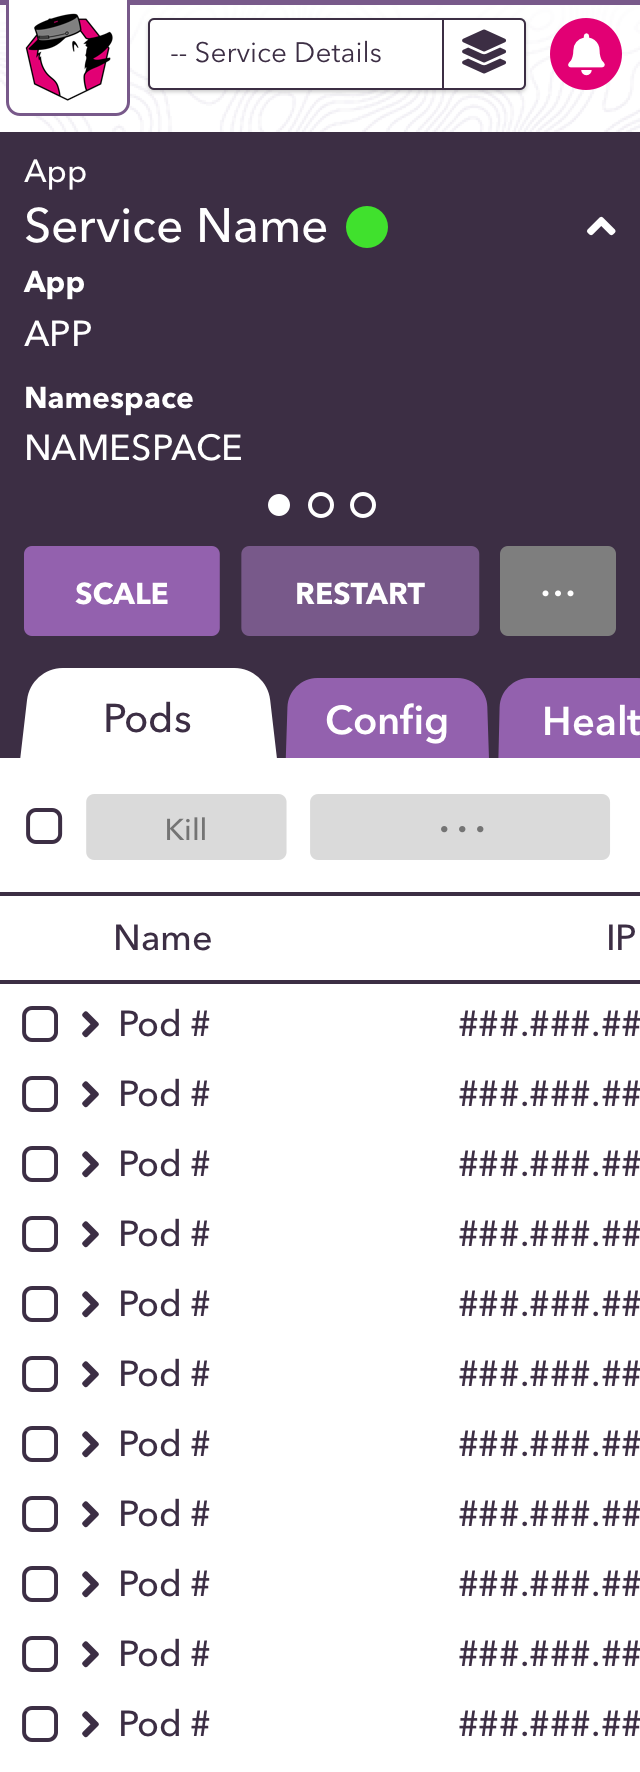 -- Service Details
App
Service Name
App
APP
Namespace
NAMESPACE
SCALE RESTART ...
Pods Config Healt
Kill ...
Name IP
Pod # ###.###.##
Pod # ###.###.##
Pod # ###.###.##
Pod # ###.###.##
Pod # ###.###.##
Pod # ###.###.##
Pod # ###.###.##
Pod # ###.###.##
Pod # ###.###.##
Pod # ###.###.##
Pod # ###.###.##